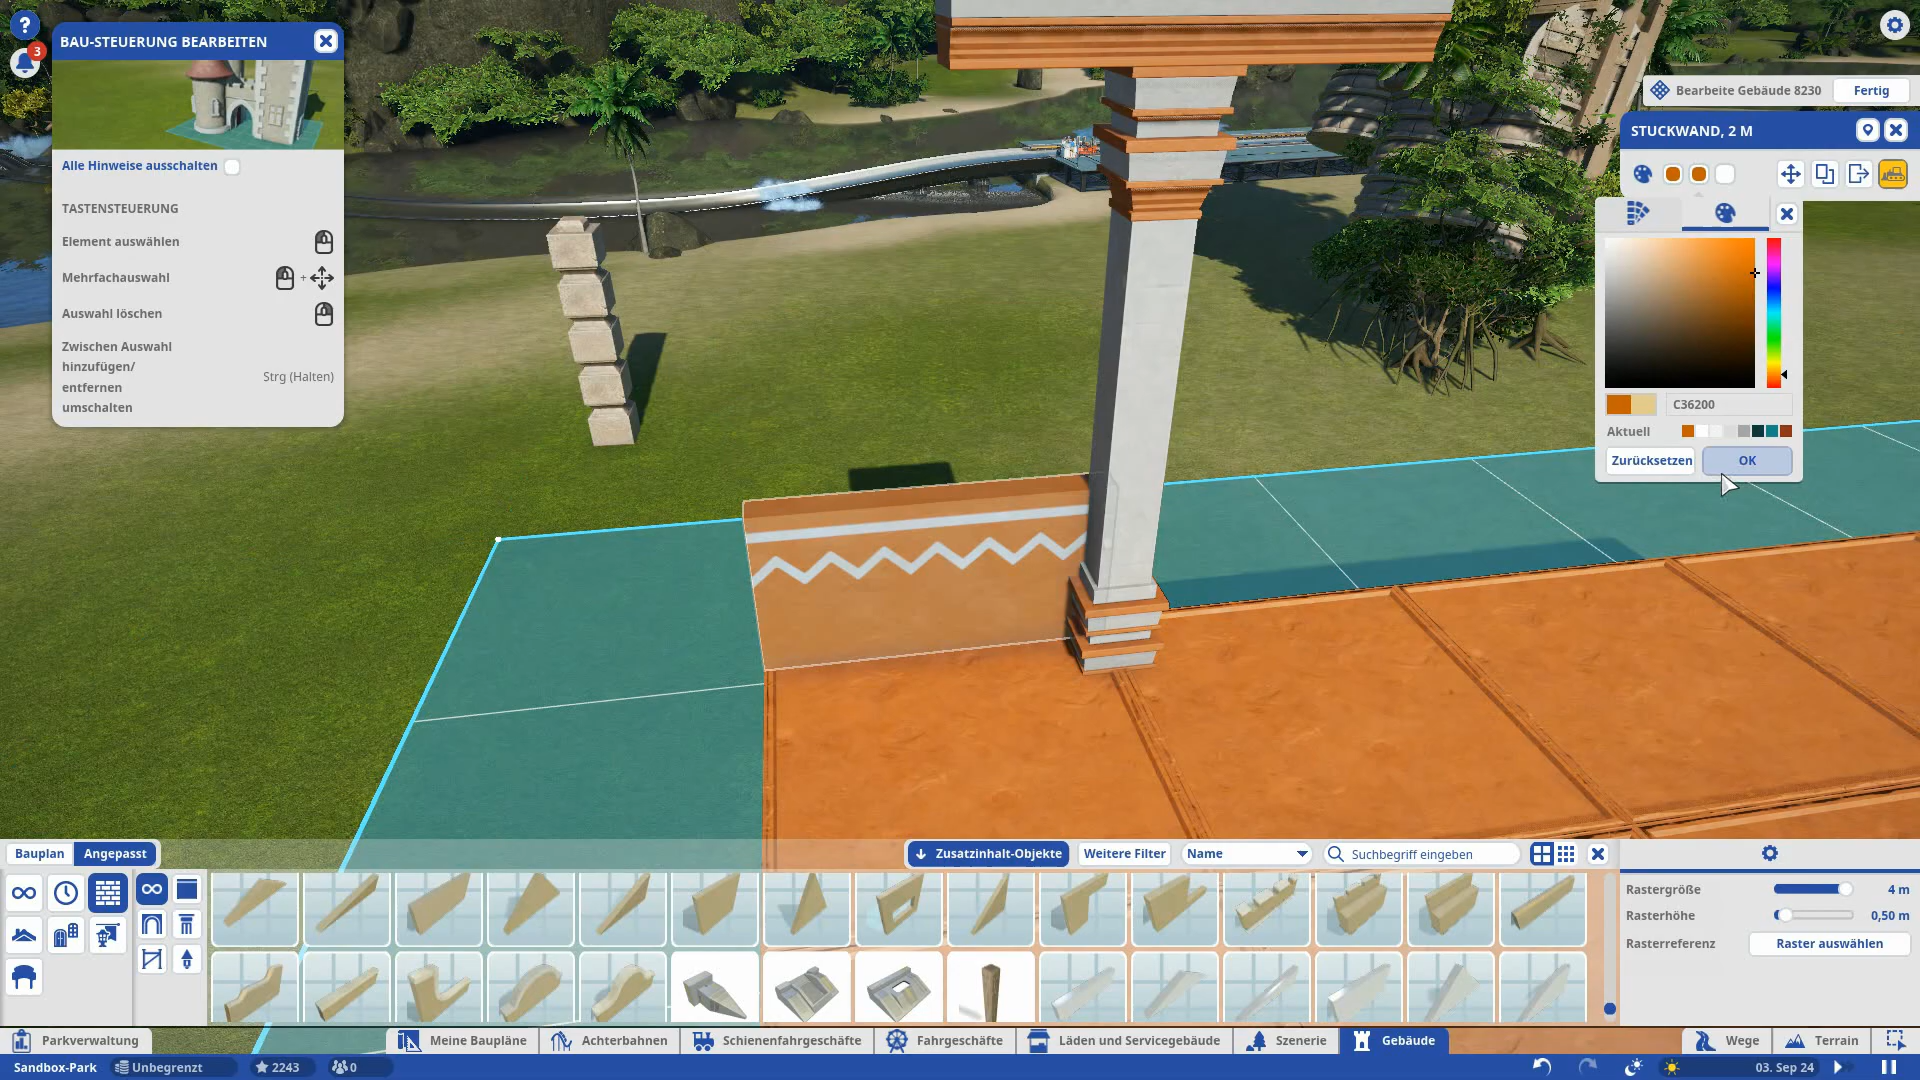 ?
3
BAU-STEUERUNG BEARBEITEN
Alle Hinweise ausschalten
TASTENSTEUERUNG
Element auswählen
Mehrfachauswahl
+
Auswahl löschen
Zwischen Auswahl
hinzufügen/
entfernen
umschalten
Strg (Halten)
Bearbeite Gebäude 8230
Fertig
STUCKWAND, 2 M
C36200
Aktuell
Zurücksetzen
OK
Bauplan
Angepasst
Zusatzinhalt-Objekte
Weitere Filter
Name
Suchbegriff eingeben
Rastergröße
4 m
Rasterhöhe
0,50 m
Rasterreferenz
Raster auswählen
Parkverwaltung
Meine Baupläne
Achterbahnen
Schienenfahrgeschäfte
Fahrgeschäfte
Läden und Servicegebäude
Szenerie
Gebäude
Wege
Terrain
Sandbox-Park
Unbegrenzt
2243
0
03. Sep 24